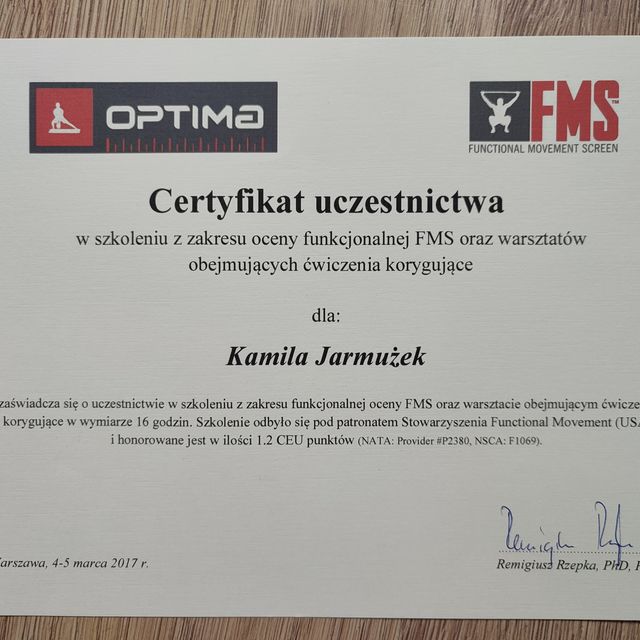 OPTIMA
FMS™
FUNCTIONAL MOVEMENT SCREEN
Certyfikat uczestnictwa
w szkoleniu z zakresu oceny funkcjonalnej FMS oraz warsztatów
obejmujących ćwiczenia korygujące
dla:
Kamila Jarmużek
zaświadcza się o uczestnictwie w szkoleniu z zakresu funkcjonalnej oceny FMS oraz warsztacie obejmującym ćwicze
korygujące w wymiarze 16 godzin. Szkolenie odbyło się pod patronatem Stowarzyszenia Functional Movement (USA
i honorowane jest w ilości 1.2 CEU punktów (NATA: Provider #P2380, NSCA: F1069).
arszawa, 4-5 marca 2017 r.
Remigiusz Rzepka, PhD,